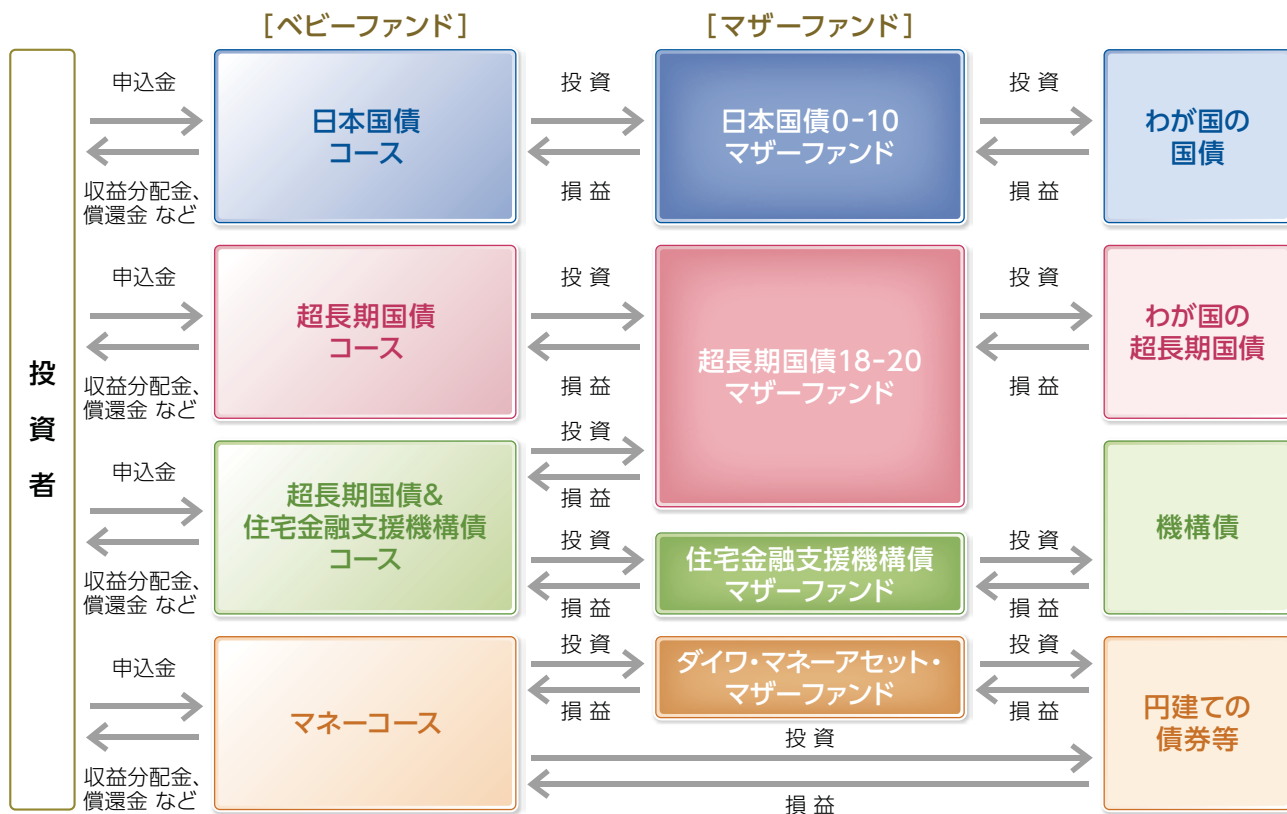 [ベビーファンド]
[マザーファンド]
投資者
申込金
収益分配金、
償還金 など
日本国債
コース
投 資
損 益
日本国債0-10
マザーファンド
投 資
損 益
わが国の
国債
申込金
収益分配金、
償還金 など
超長期国債
コース
投 資
損 益
超長期国債18-20
マザーファンド
投 資
損 益
わが国の
超長期国債
申込金
収益分配金、
償還金 など
超長期国債&
住宅金融支援機構債
コース
投 資
損 益
投 資
損 益
住宅金融支援機構債
マザーファンド
投 資
損 益
機構債
申込金
収益分配金、
償還金 など
マネーコース
投 資
損 益
ダイワ・マネーアセット・
マザーファンド
投 資
損 益
投 資
損 益
円建ての
債券等